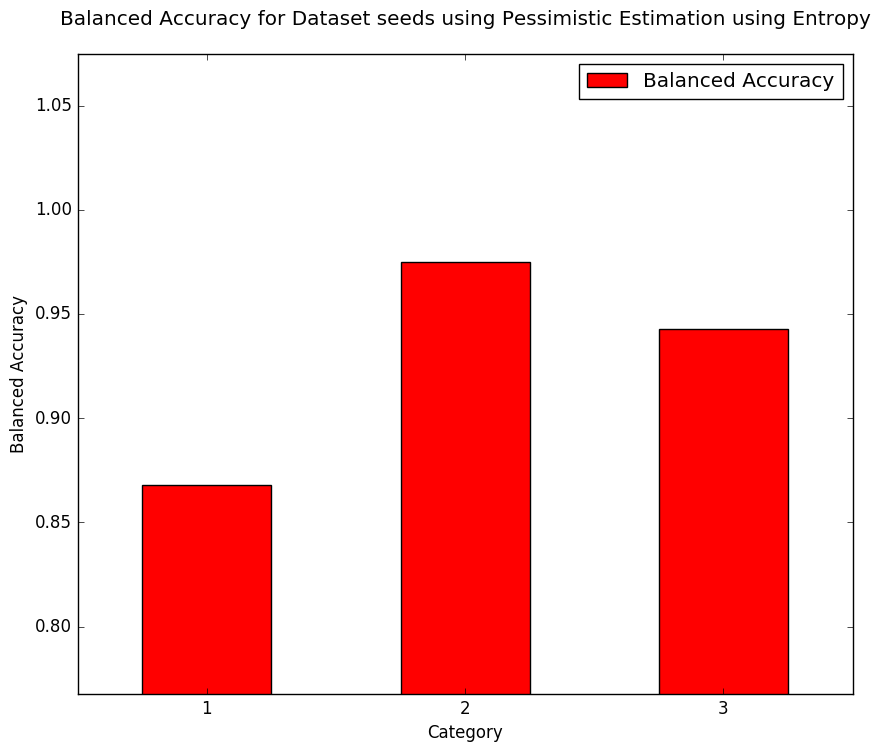 Balanced Accuracy for Dataset seeds using Pessimistic Estimation using Entropy
Balanced Accuracy
1.05
1.00
0.95
0.90
0.85
0.80
Balanced Accuracy
1 2 3
Category